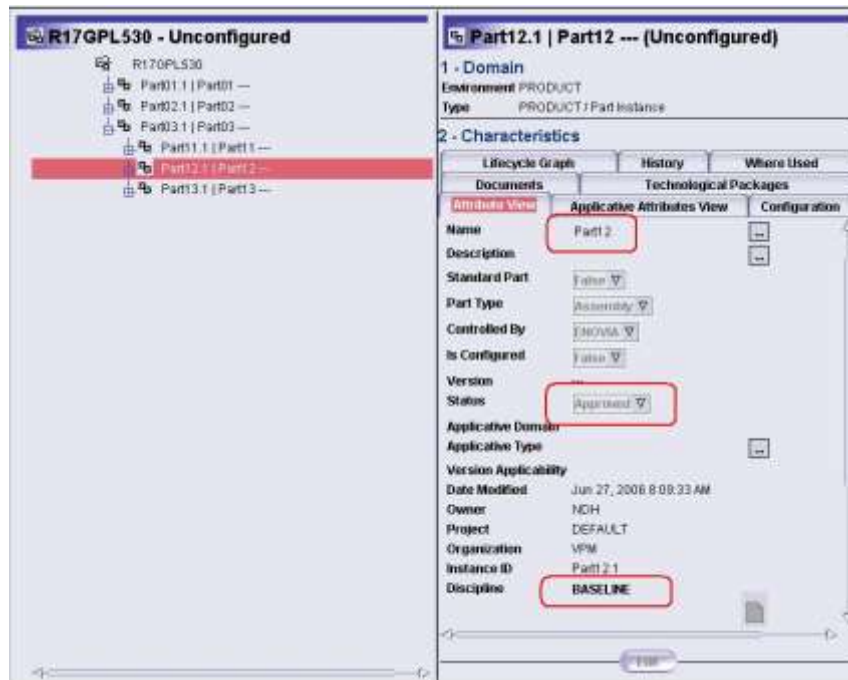 R17GPL530 - Unconfigured
R17GPL530
Part01.1 | Part01 ---
Part02.1 | Part02 ---
Part03.1 | Part03 ---
Part11.1 | Part11 ---
Part12.1 | Part12 ---
Part13.1 | Part13 ---
Part12.1 | Part12 --- (Unconfigured)
1 - Domain
Environment PRODUCT
Type PRODUCT / Part Instance
2 - Characteristics
Lifecycle Graph History Where Used
Documents Technological Packages
Attribute View Applicative Attributes View Configuration
Name Part12 ...
Description ...
Standard Part False
Part Type Assembly
Controlled By ENOVIA
Is Configured False
Version ---
Status Approved
Applicative Domain
Applicative Type ...
Version Applicability
Date Modified Jun 27, 2006 8:09:33 AM
Owner NDH
Project DEFAULT
Organization VPM
Instance ID Part12.1
Discipline BASELINE